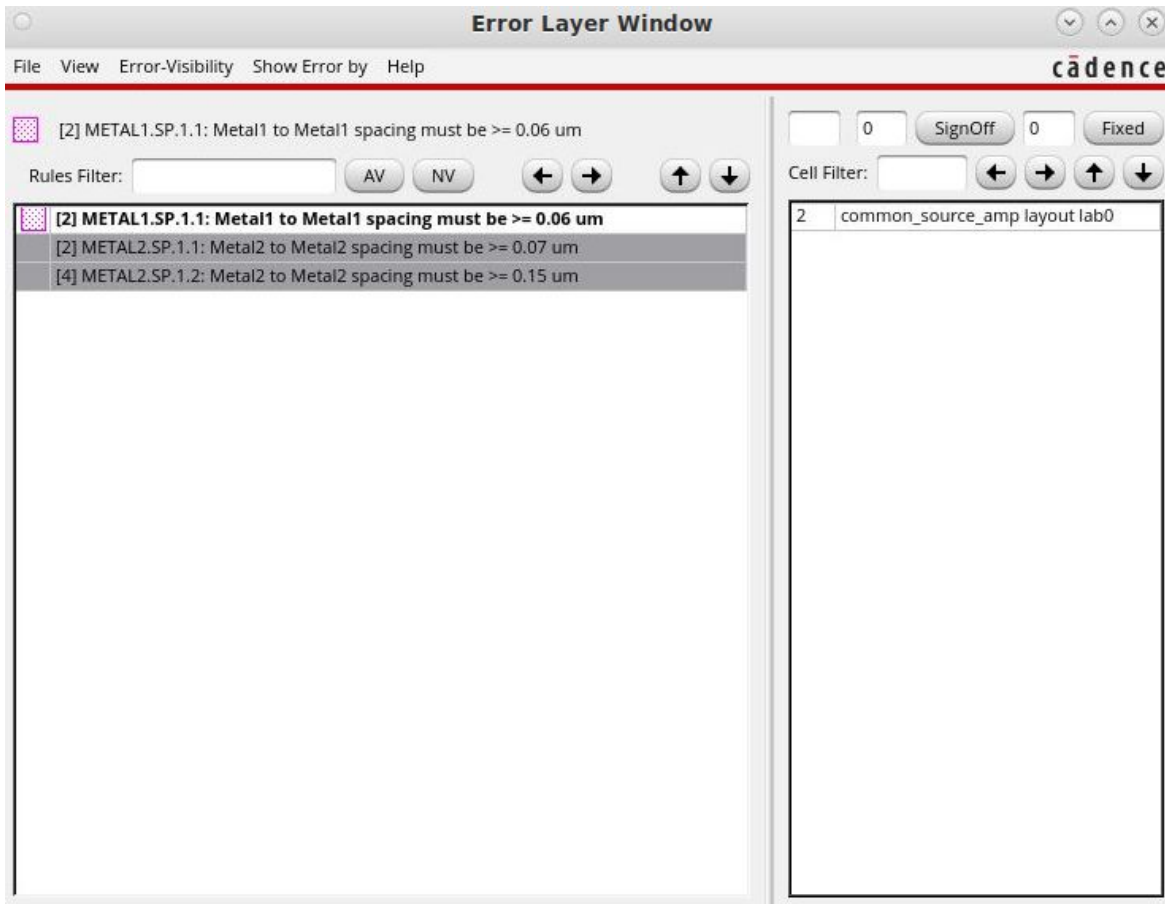 Error Layer Window
File View Error-Visibility Show Error by Help
cādence
[2] METAL1.SP.1.1: Metal1 to Metal1 spacing must be >= 0.06 um
0 SignOff 0 Fixed
Rules Filter: AV NV
Cell Filter:
[2] METAL1.SP.1.1: Metal1 to Metal1 spacing must be >= 0.06 um
[2] METAL2.SP.1.1: Metal2 to Metal2 spacing must be >= 0.07 um
[4] METAL2.SP.1.2: Metal2 to Metal2 spacing must be >= 0.15 um
2 common_source_amp layout lab0